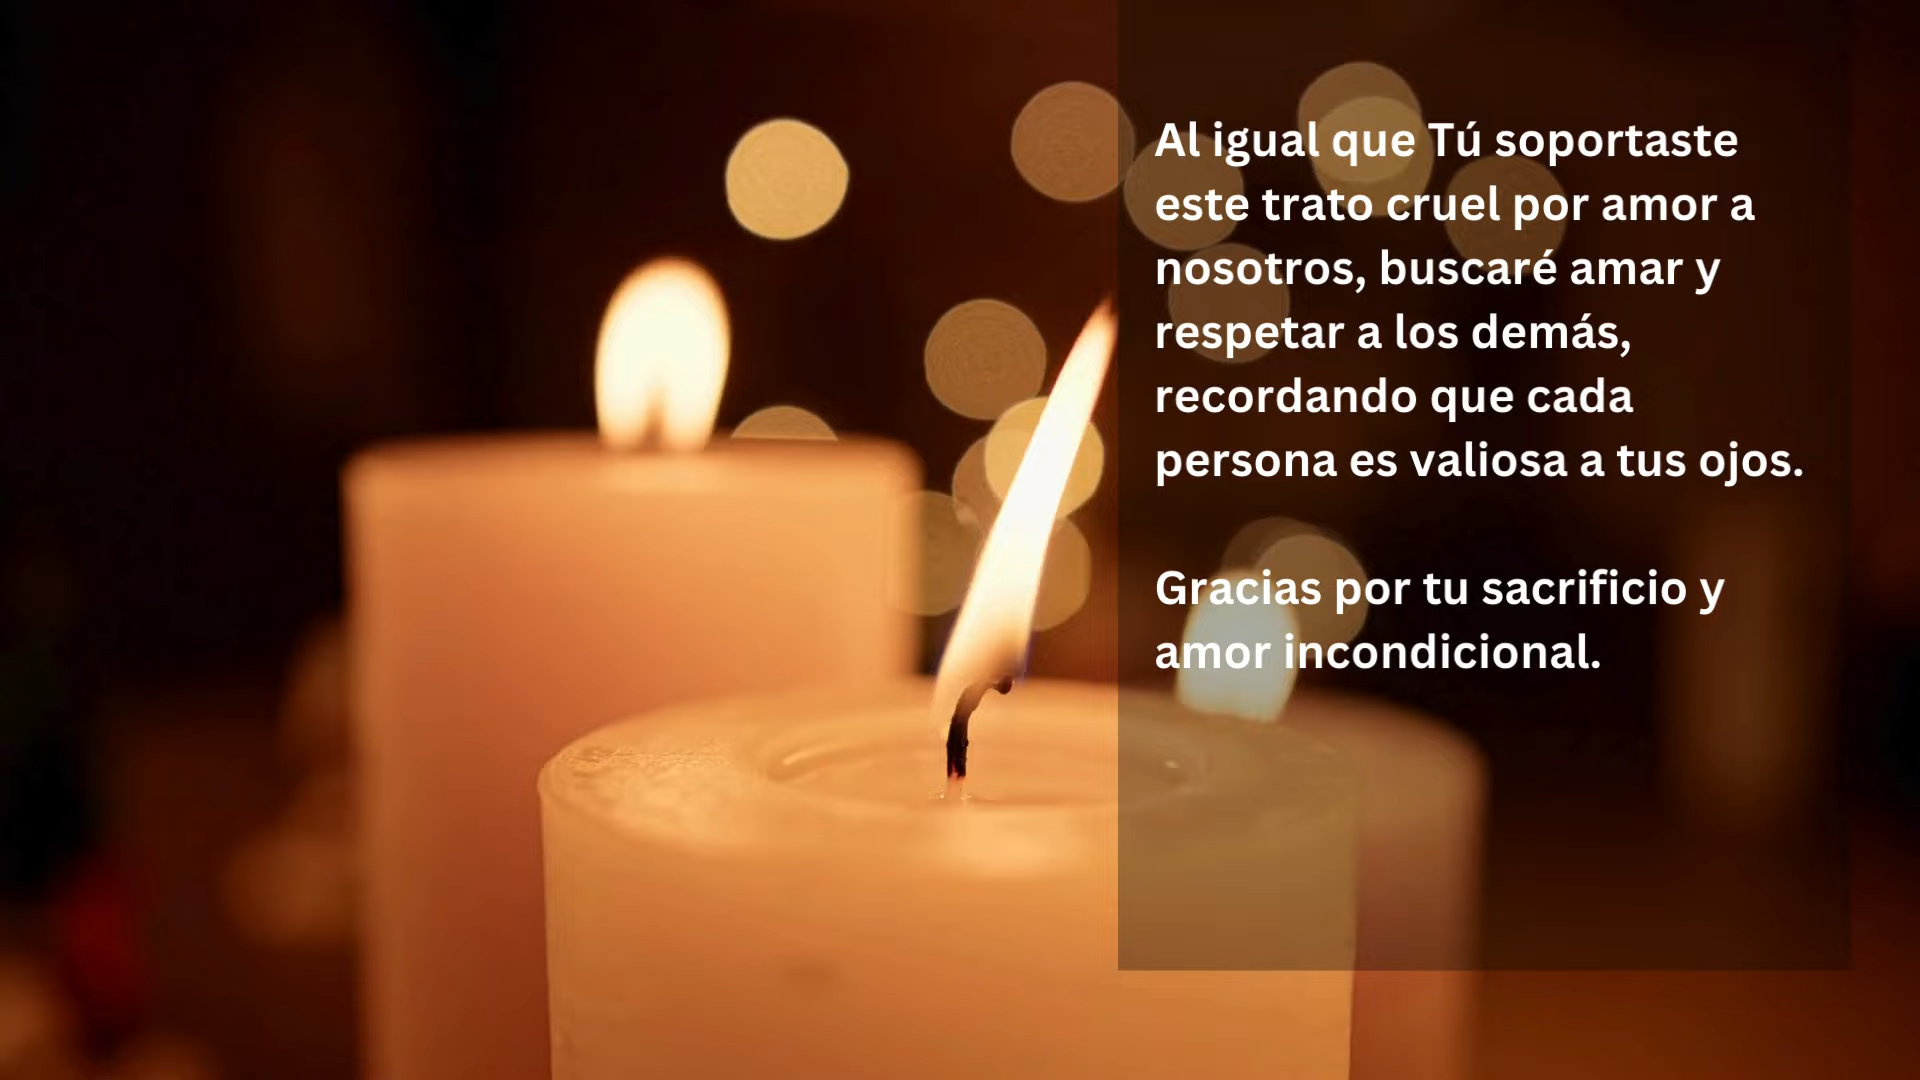 Al igual que Tú soportaste
este trato cruel por amor a
nosotros, buscaré amar y
respetar a los demás,
recordando que cada
persona es valiosa a tus ojos.
Gracias por tu sacrificio y
amor incondicional.